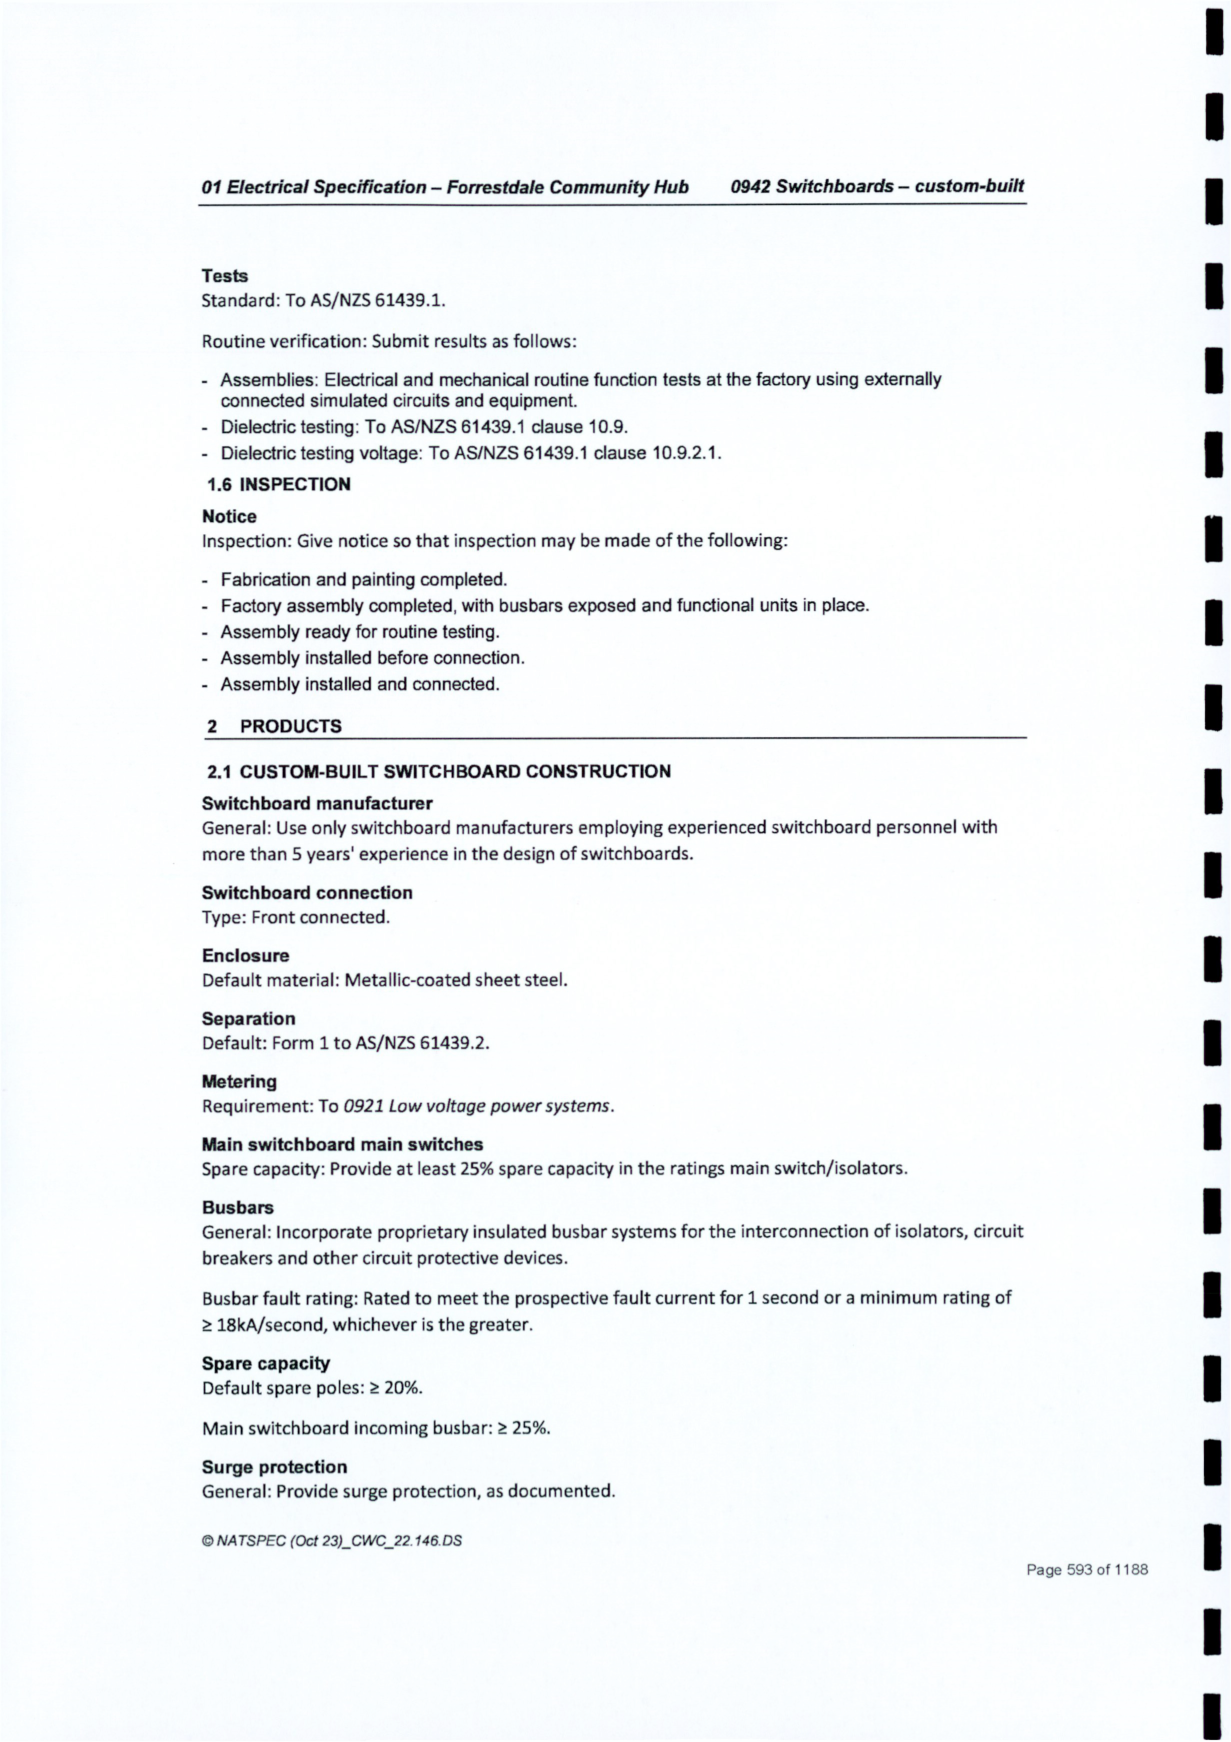 01 Electrical Specification – Forrestdale Community Hub 0942 Switchboards – custom-built
Tests
Standard: To AS/NZS 61439.1.
Routine verification: Submit results as follows:
- Assemblies: Electrical and mechanical routine function tests at the factory using externally
connected simulated circuits and equipment.
- Dielectric testing: To AS/NZS 61439.1 clause 10.9.
- Dielectric testing voltage: To AS/NZS 61439.1 clause 10.9.2.1.
1.6 INSPECTION
Notice
Inspection: Give notice so that inspection may be made of the following:
- Fabrication and painting completed.
- Factory assembly completed, with busbars exposed and functional units in place.
- Assembly ready for routine testing.
- Assembly installed before connection.
- Assembly installed and connected.
2 PRODUCTS
2.1 CUSTOM-BUILT SWITCHBOARD CONSTRUCTION
Switchboard manufacturer
General: Use only switchboard manufacturers employing experienced switchboard personnel with
more than 5 years' experience in the design of switchboards.
Switchboard connection
Type: Front connected.
Enclosure
Default material: Metallic-coated sheet steel.
Separation
Default: Form 1 to AS/NZS 61439.2.
Metering
Requirement: To 0921 Low voltage power systems.
Main switchboard main switches
Spare capacity: Provide at least 25% spare capacity in the ratings main switch/isolators.
Busbars
General: Incorporate proprietary insulated busbar systems for the interconnection of isolators, circuit
breakers and other circuit protective devices.
Busbar fault rating: Rated to meet the prospective fault current for 1 second or a minimum rating of
≥ 18kA/second, whichever is the greater.
Spare capacity
Default spare poles: ≥ 20%.
Main switchboard incoming busbar: ≥ 25%.
Surge protection
General: Provide surge protection, as documented.
© NATSPEC (Oct 23)_CWC_22.146.DS
Page 593 of 1188